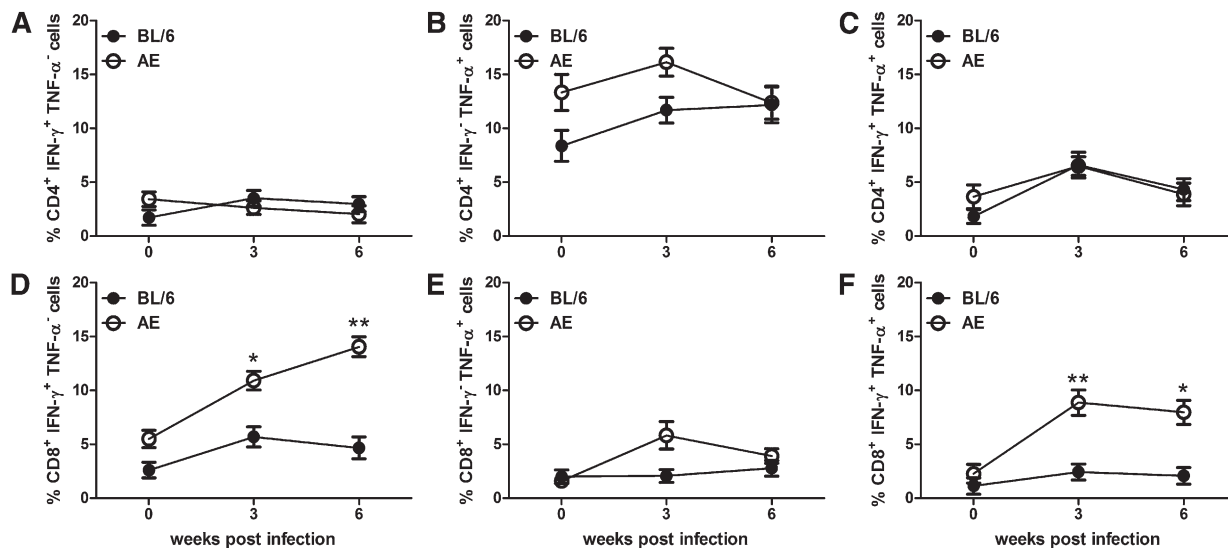 A
% CD4⁺ IFN-γ⁺ TNF-α⁻ cells
20
15
10
5
0
BL/6
AE
0 3 6
B
% CD4⁺ IFN-γ⁻ TNF-α⁺ cells
20
15
10
5
0
BL/6
AE
0 3 6
C
% CD4⁺ IFN-γ⁺ TNF-α⁺ cells
20
15
10
5
0
BL/6
AE
0 3 6
D
% CD8⁺ IFN-γ⁺ TNF-α⁻ cells
20
15
10
5
0
BL/6
AE
*
**
0 3 6
weeks post infection
E
% CD8⁺ IFN-γ⁻ TNF-α⁺ cells
20
15
10
5
0
BL/6
AE
0 3 6
weeks post infection
F
% CD8⁺ IFN-γ⁺ TNF-α⁺ cells
20
15
10
5
0
BL/6
AE
**
*
0 3 6
weeks post infection